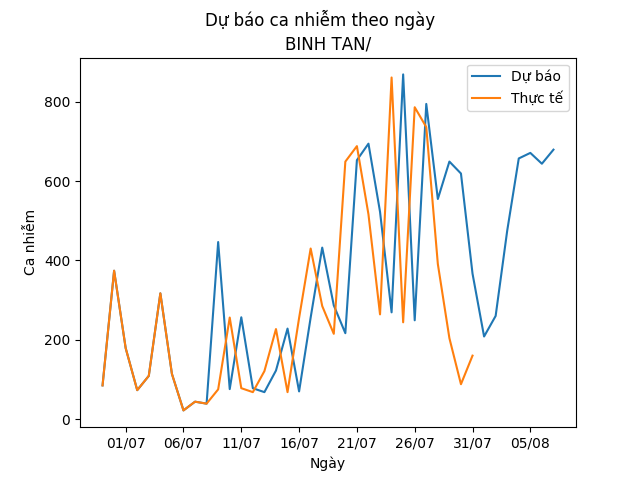 Dự báo ca nhiễm theo ngày
BINH TAN/
Dự báo
Thực tế
Ca nhiễm
800
600
400
200
0
01/07 06/07 11/07 16/07 21/07 26/07 31/07 05/08
Ngày